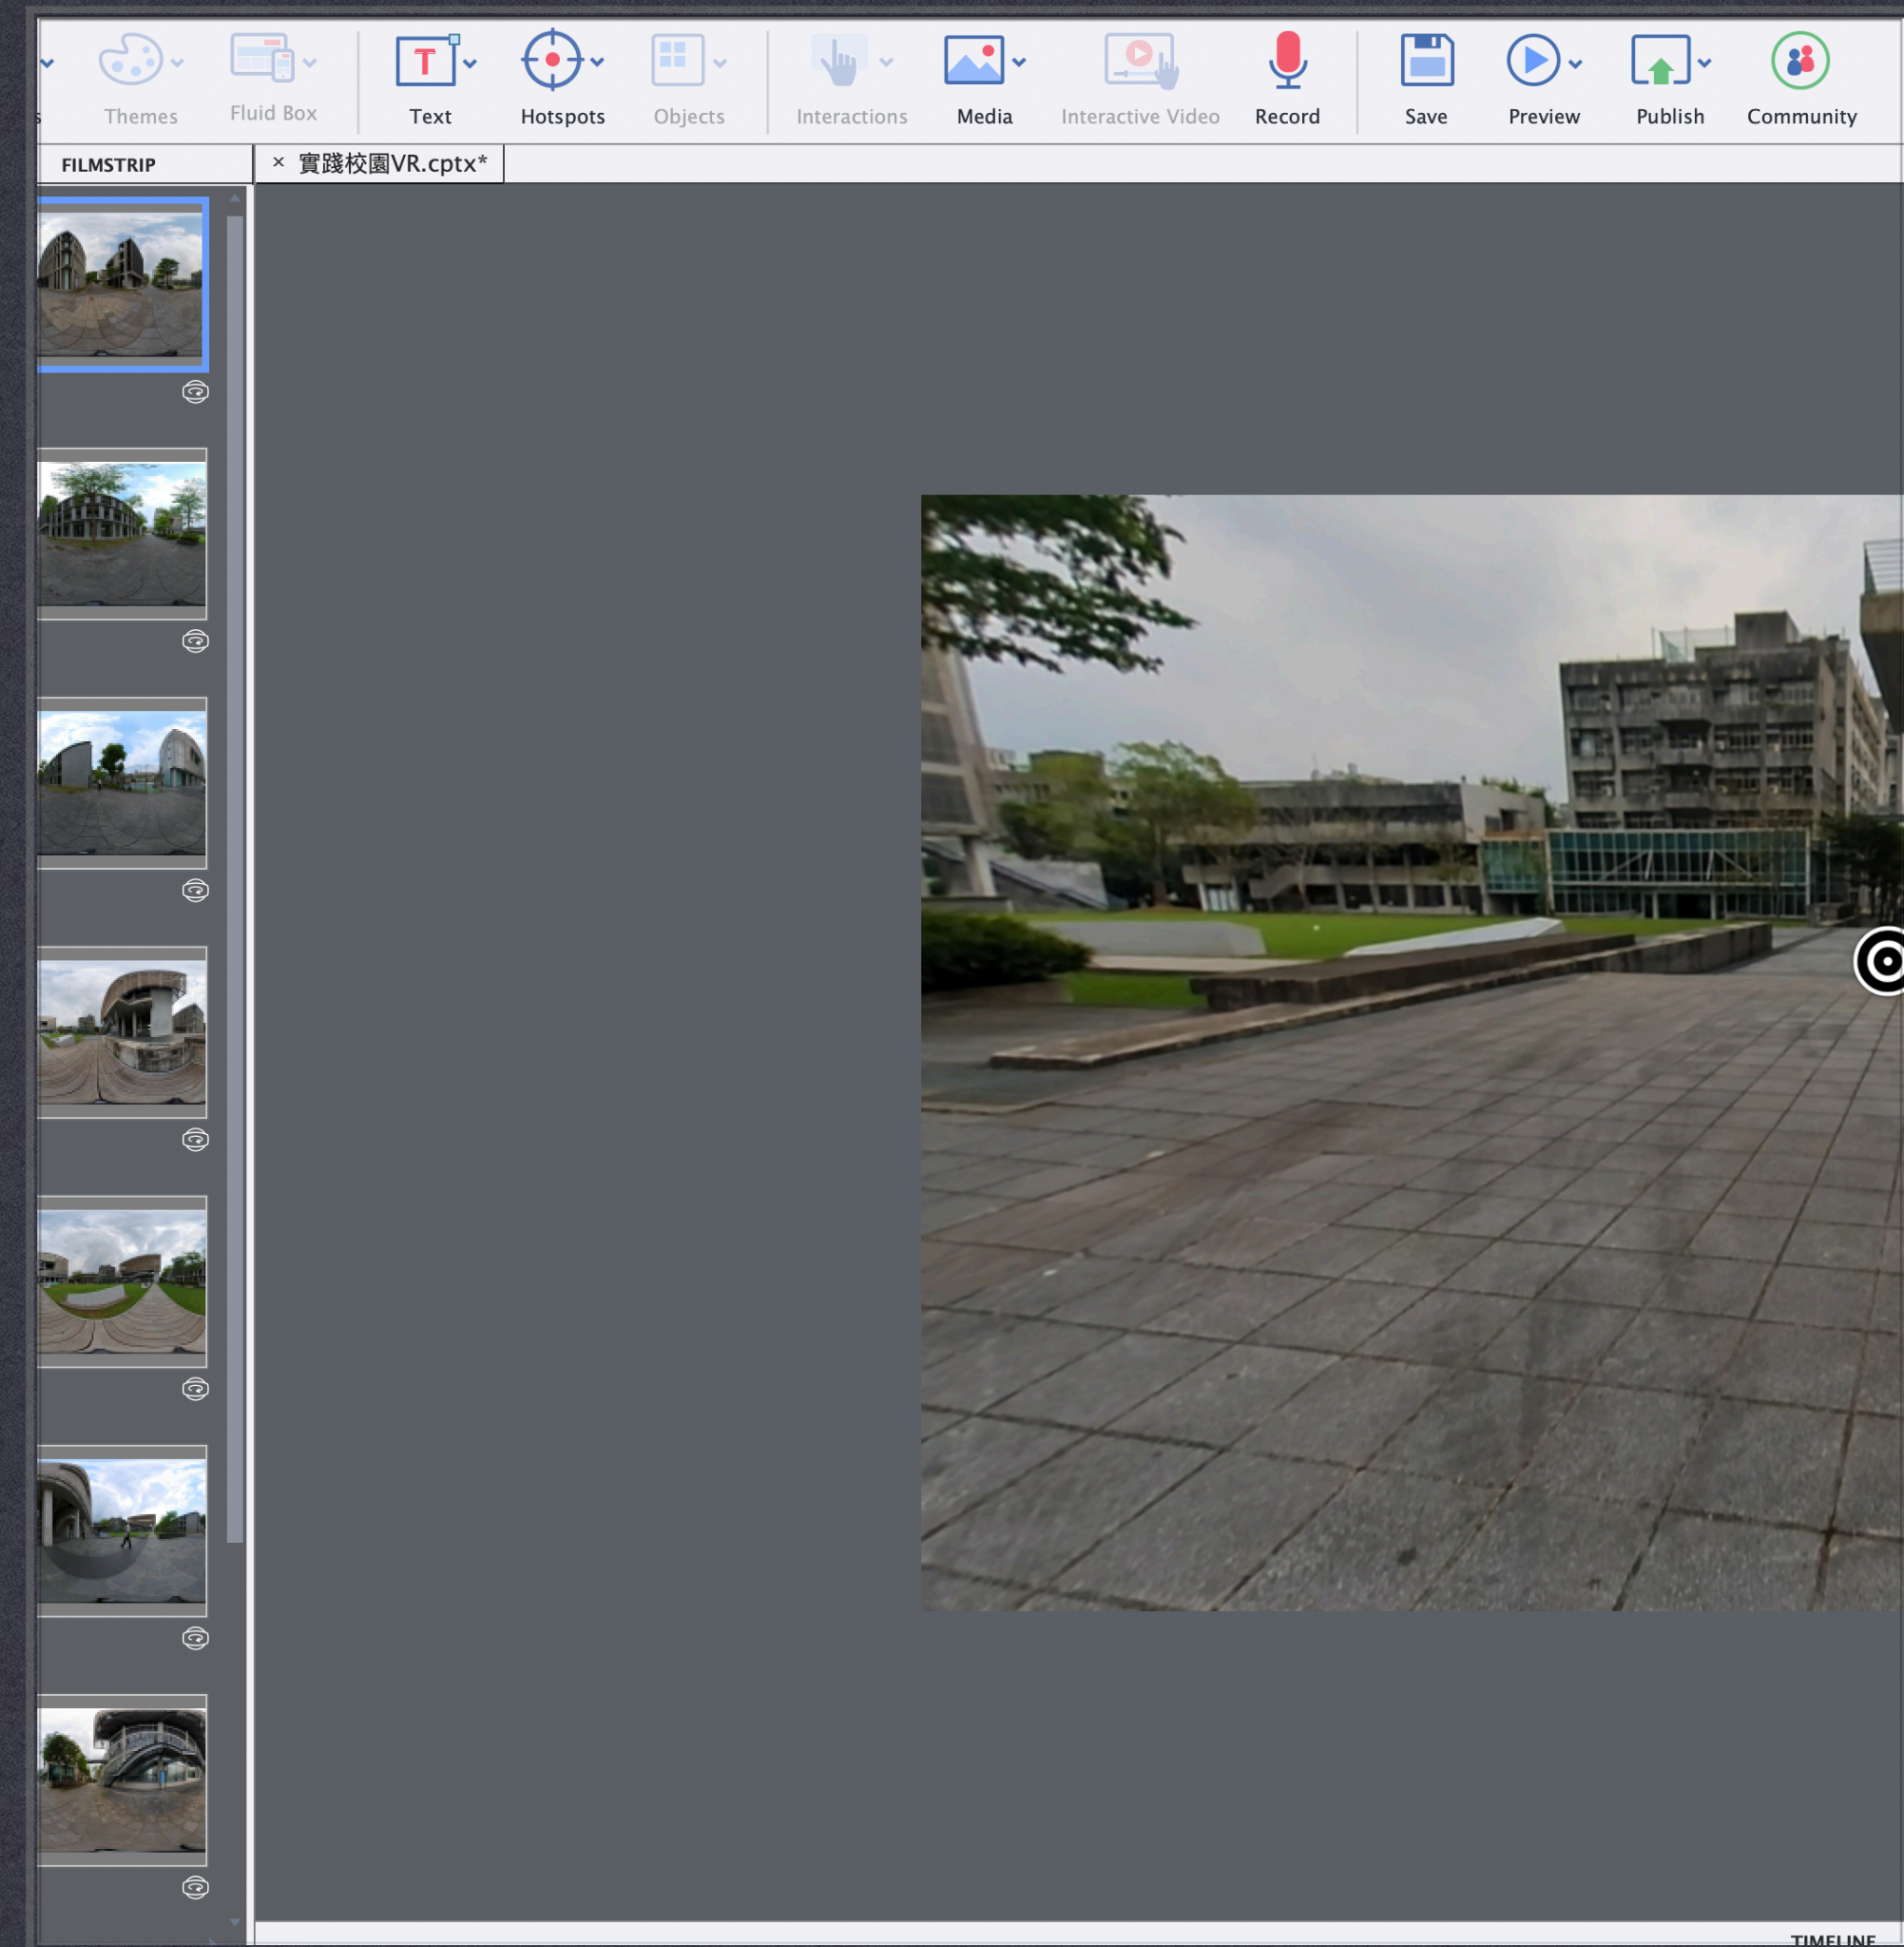 Themes
Fluid Box
Text
Hotspots
Objects
Interactions
Media
Interactive Video
Record
Save
Preview
Publish
Community
FILMSTRIP
× 實踐校園VR.cptx*
TIMELINE